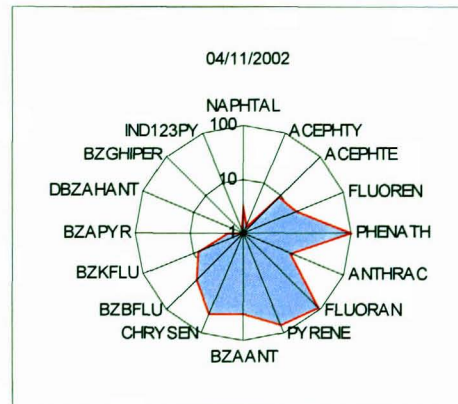 04/11/2002
NAPHTAL
100
IND123PY
ACEPHTY
BZGHIPER
ACEPHTE
10
DBZAHANT
FLUOREN
BZAPYR
1
PHENATH
BZKFLU
ANTHRAC
BZBFLU
FLUORAN
CHRYSEN
PYRENE
BZAANT